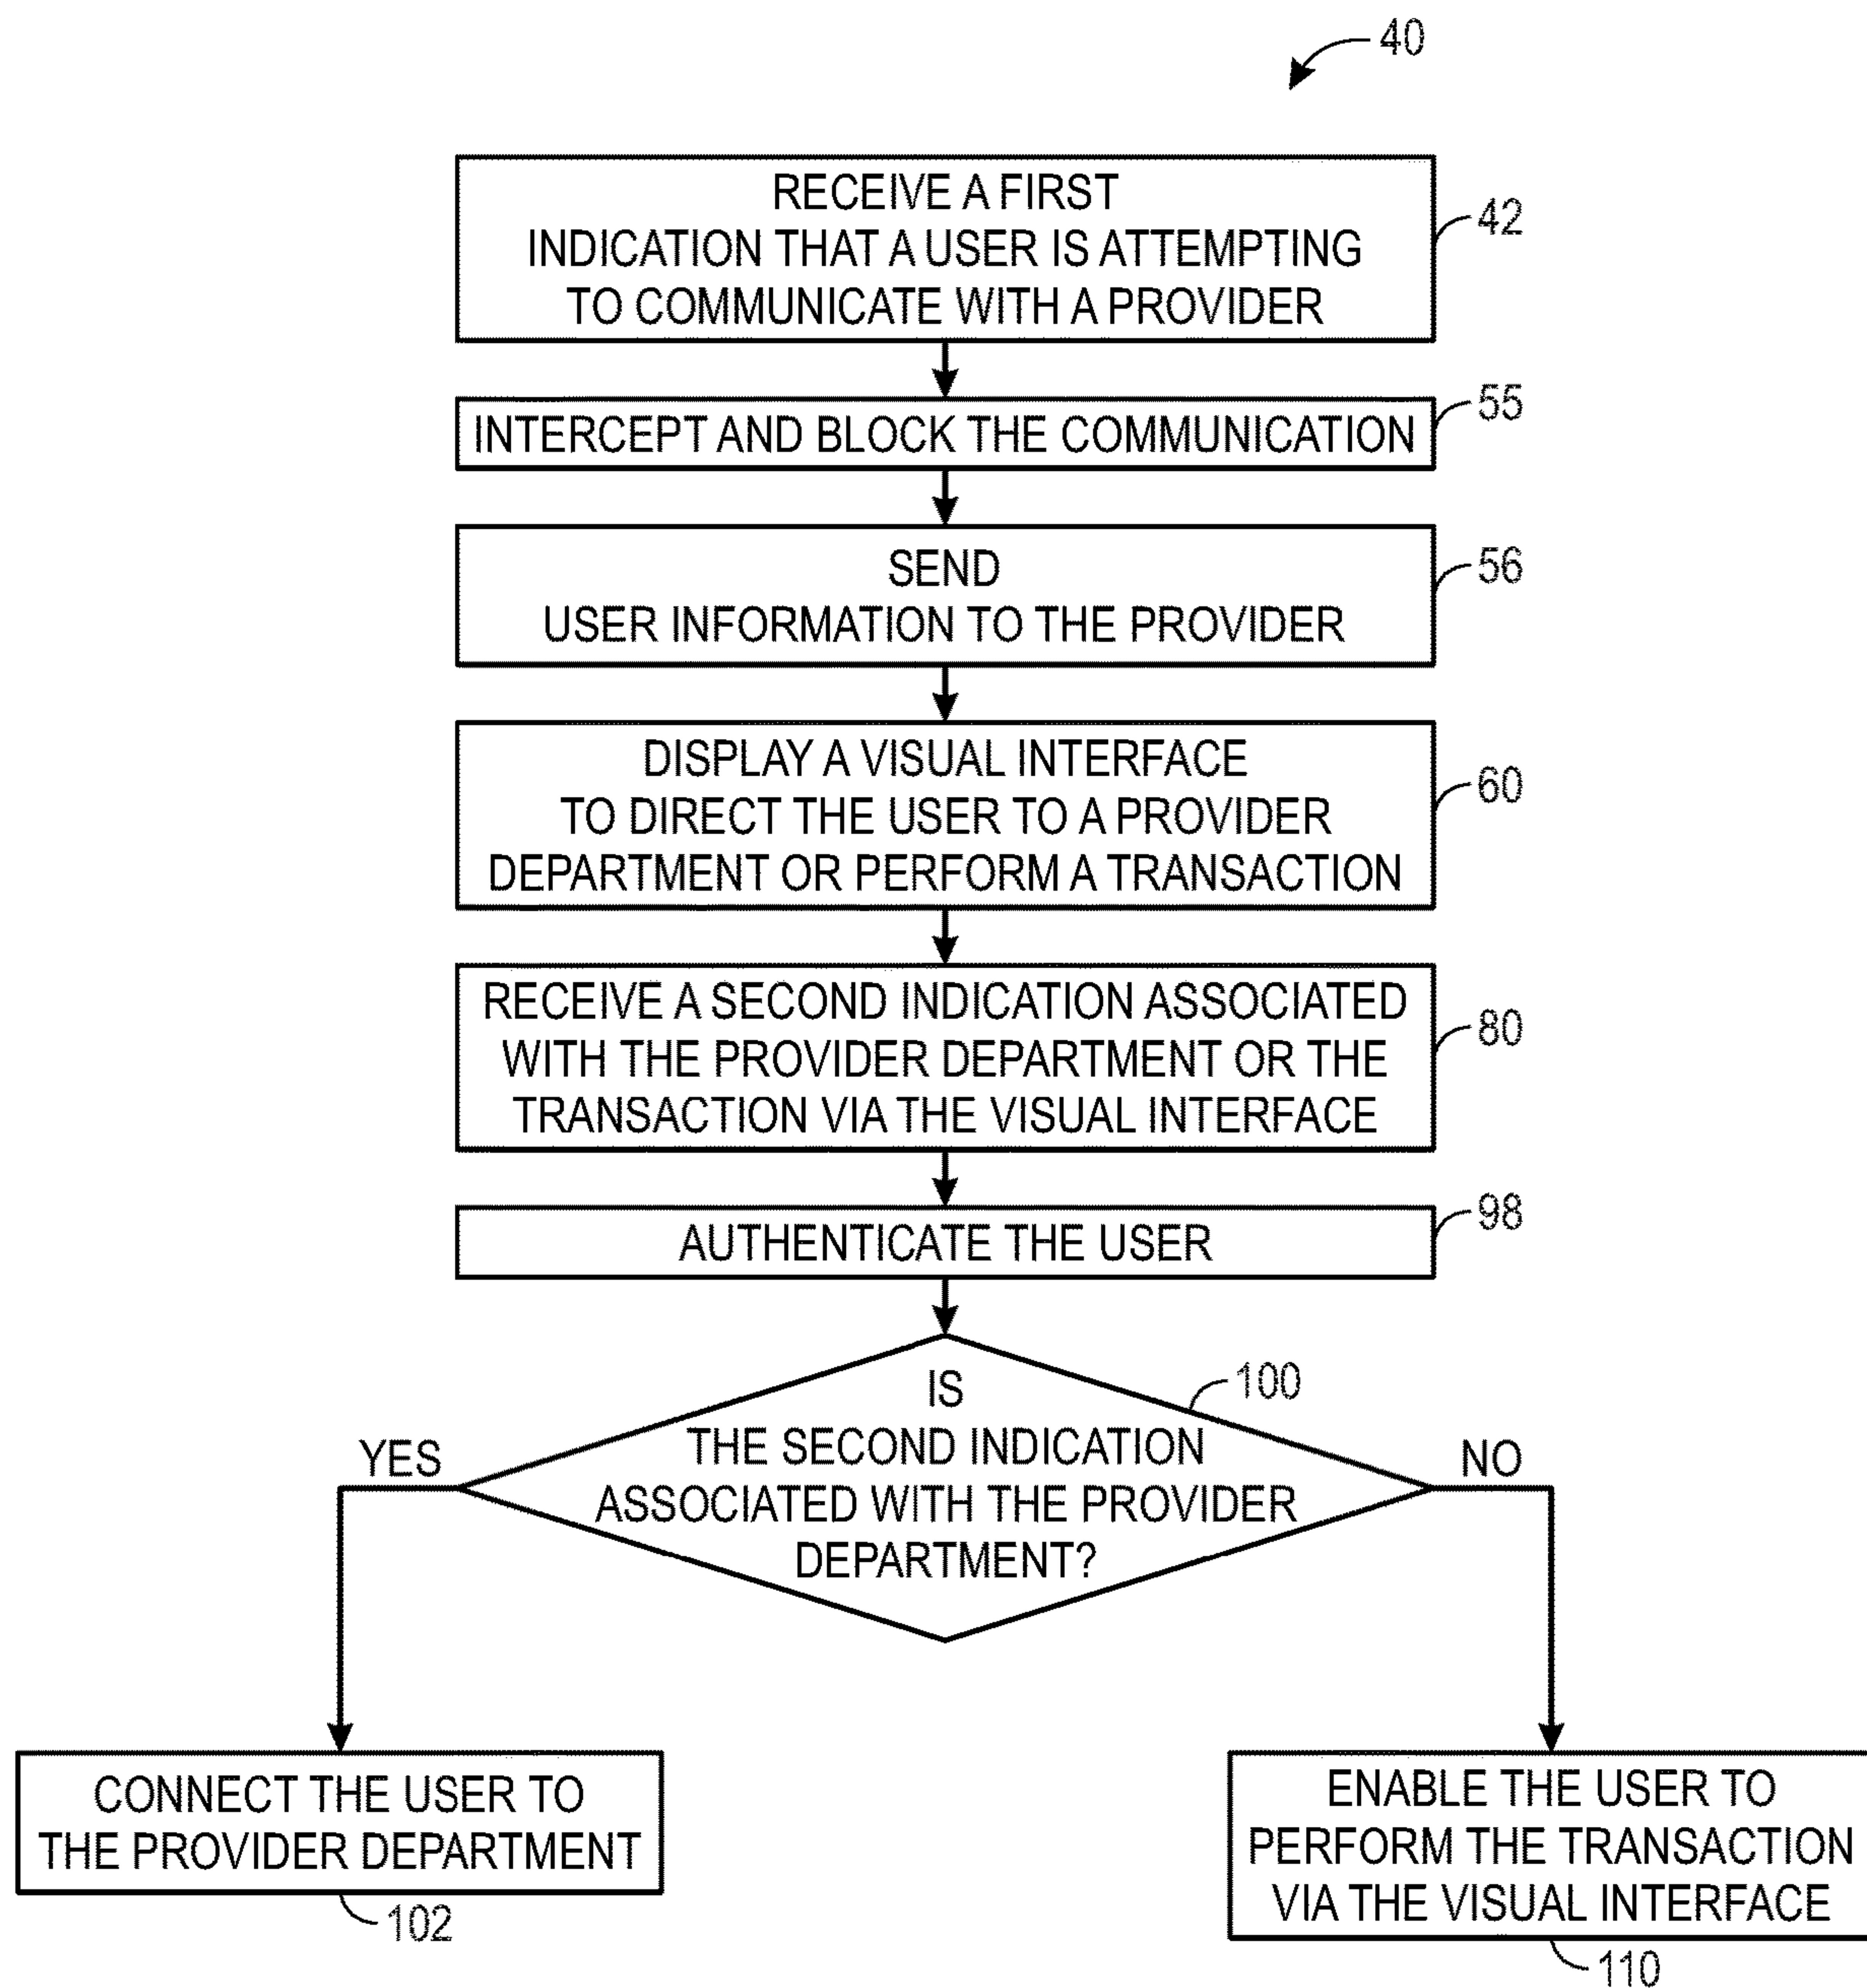 40
RECEIVE A FIRST
INDICATION THAT A USER IS ATTEMPTING
TO COMMUNICATE WITH A PROVIDER
42
INTERCEPT AND BLOCK THE COMMUNICATION
55
SEND
USER INFORMATION TO THE PROVIDER
56
DISPLAY A VISUAL INTERFACE
TO DIRECT THE USER TO A PROVIDER
DEPARTMENT OR PERFORM A TRANSACTION
60
RECEIVE A SECOND INDICATION ASSOCIATED
WITH THE PROVIDER DEPARTMENT OR THE
TRANSACTION VIA THE VISUAL INTERFACE
80
AUTHENTICATE THE USER
98
IS
THE SECOND INDICATION
ASSOCIATED WITH THE PROVIDER
DEPARTMENT?
100
YES
NO
CONNECT THE USER TO
THE PROVIDER DEPARTMENT
102
ENABLE THE USER TO
PERFORM THE TRANSACTION
VIA THE VISUAL INTERFACE
110